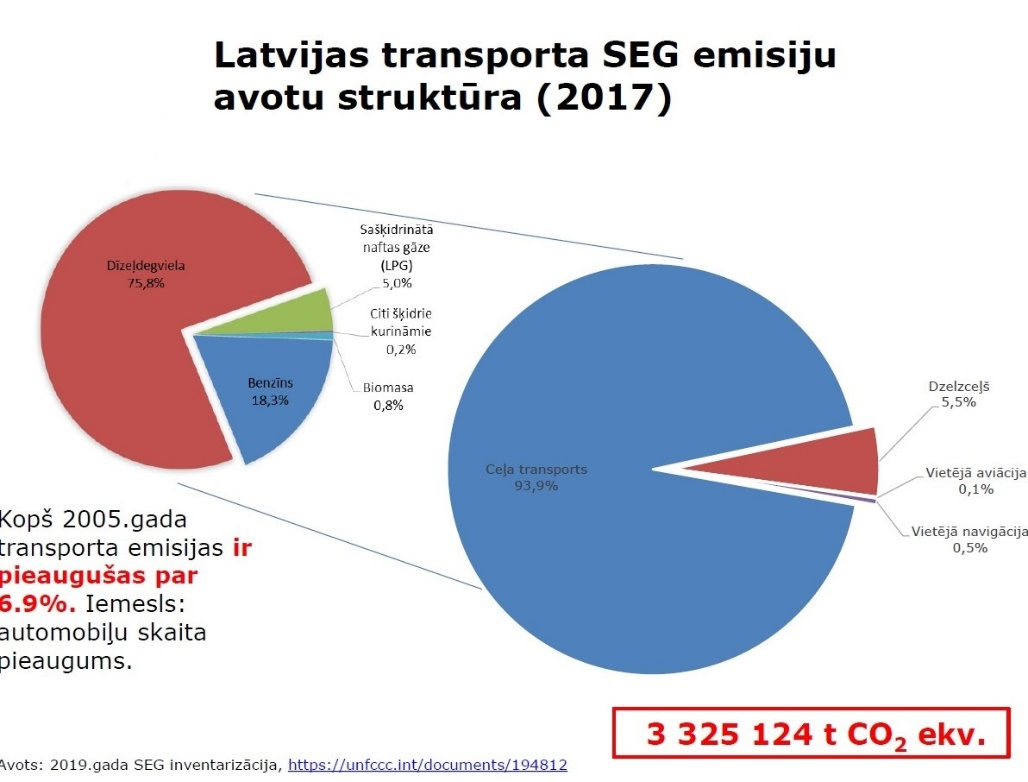 Latvijas transporta SEG emisiju
avotu struktūra (2017)
Dīzeļdegviela
75,8%
Sašķidrinātā
naftas gāze
(LPG)
5,0%
Citi šķidrie
kurināmie
0,2%
Biomasa
0,8%
Benzīns
18,3%
Ceļa transports
93,9%
Dzelzceļš
5,5%
Vietējā aviācija
0,1%
Vietējā navigācija
0,5%
Kopš 2005.gada
transporta emisijas ir
pieaugušas par
6.9%. Iemesls:
automobiļu skaita
pieaugums.
3 325 124 t CO₂ ekv.
Avots: 2019.gada SEG inventarizācija, https://unfccc.int/documents/194812